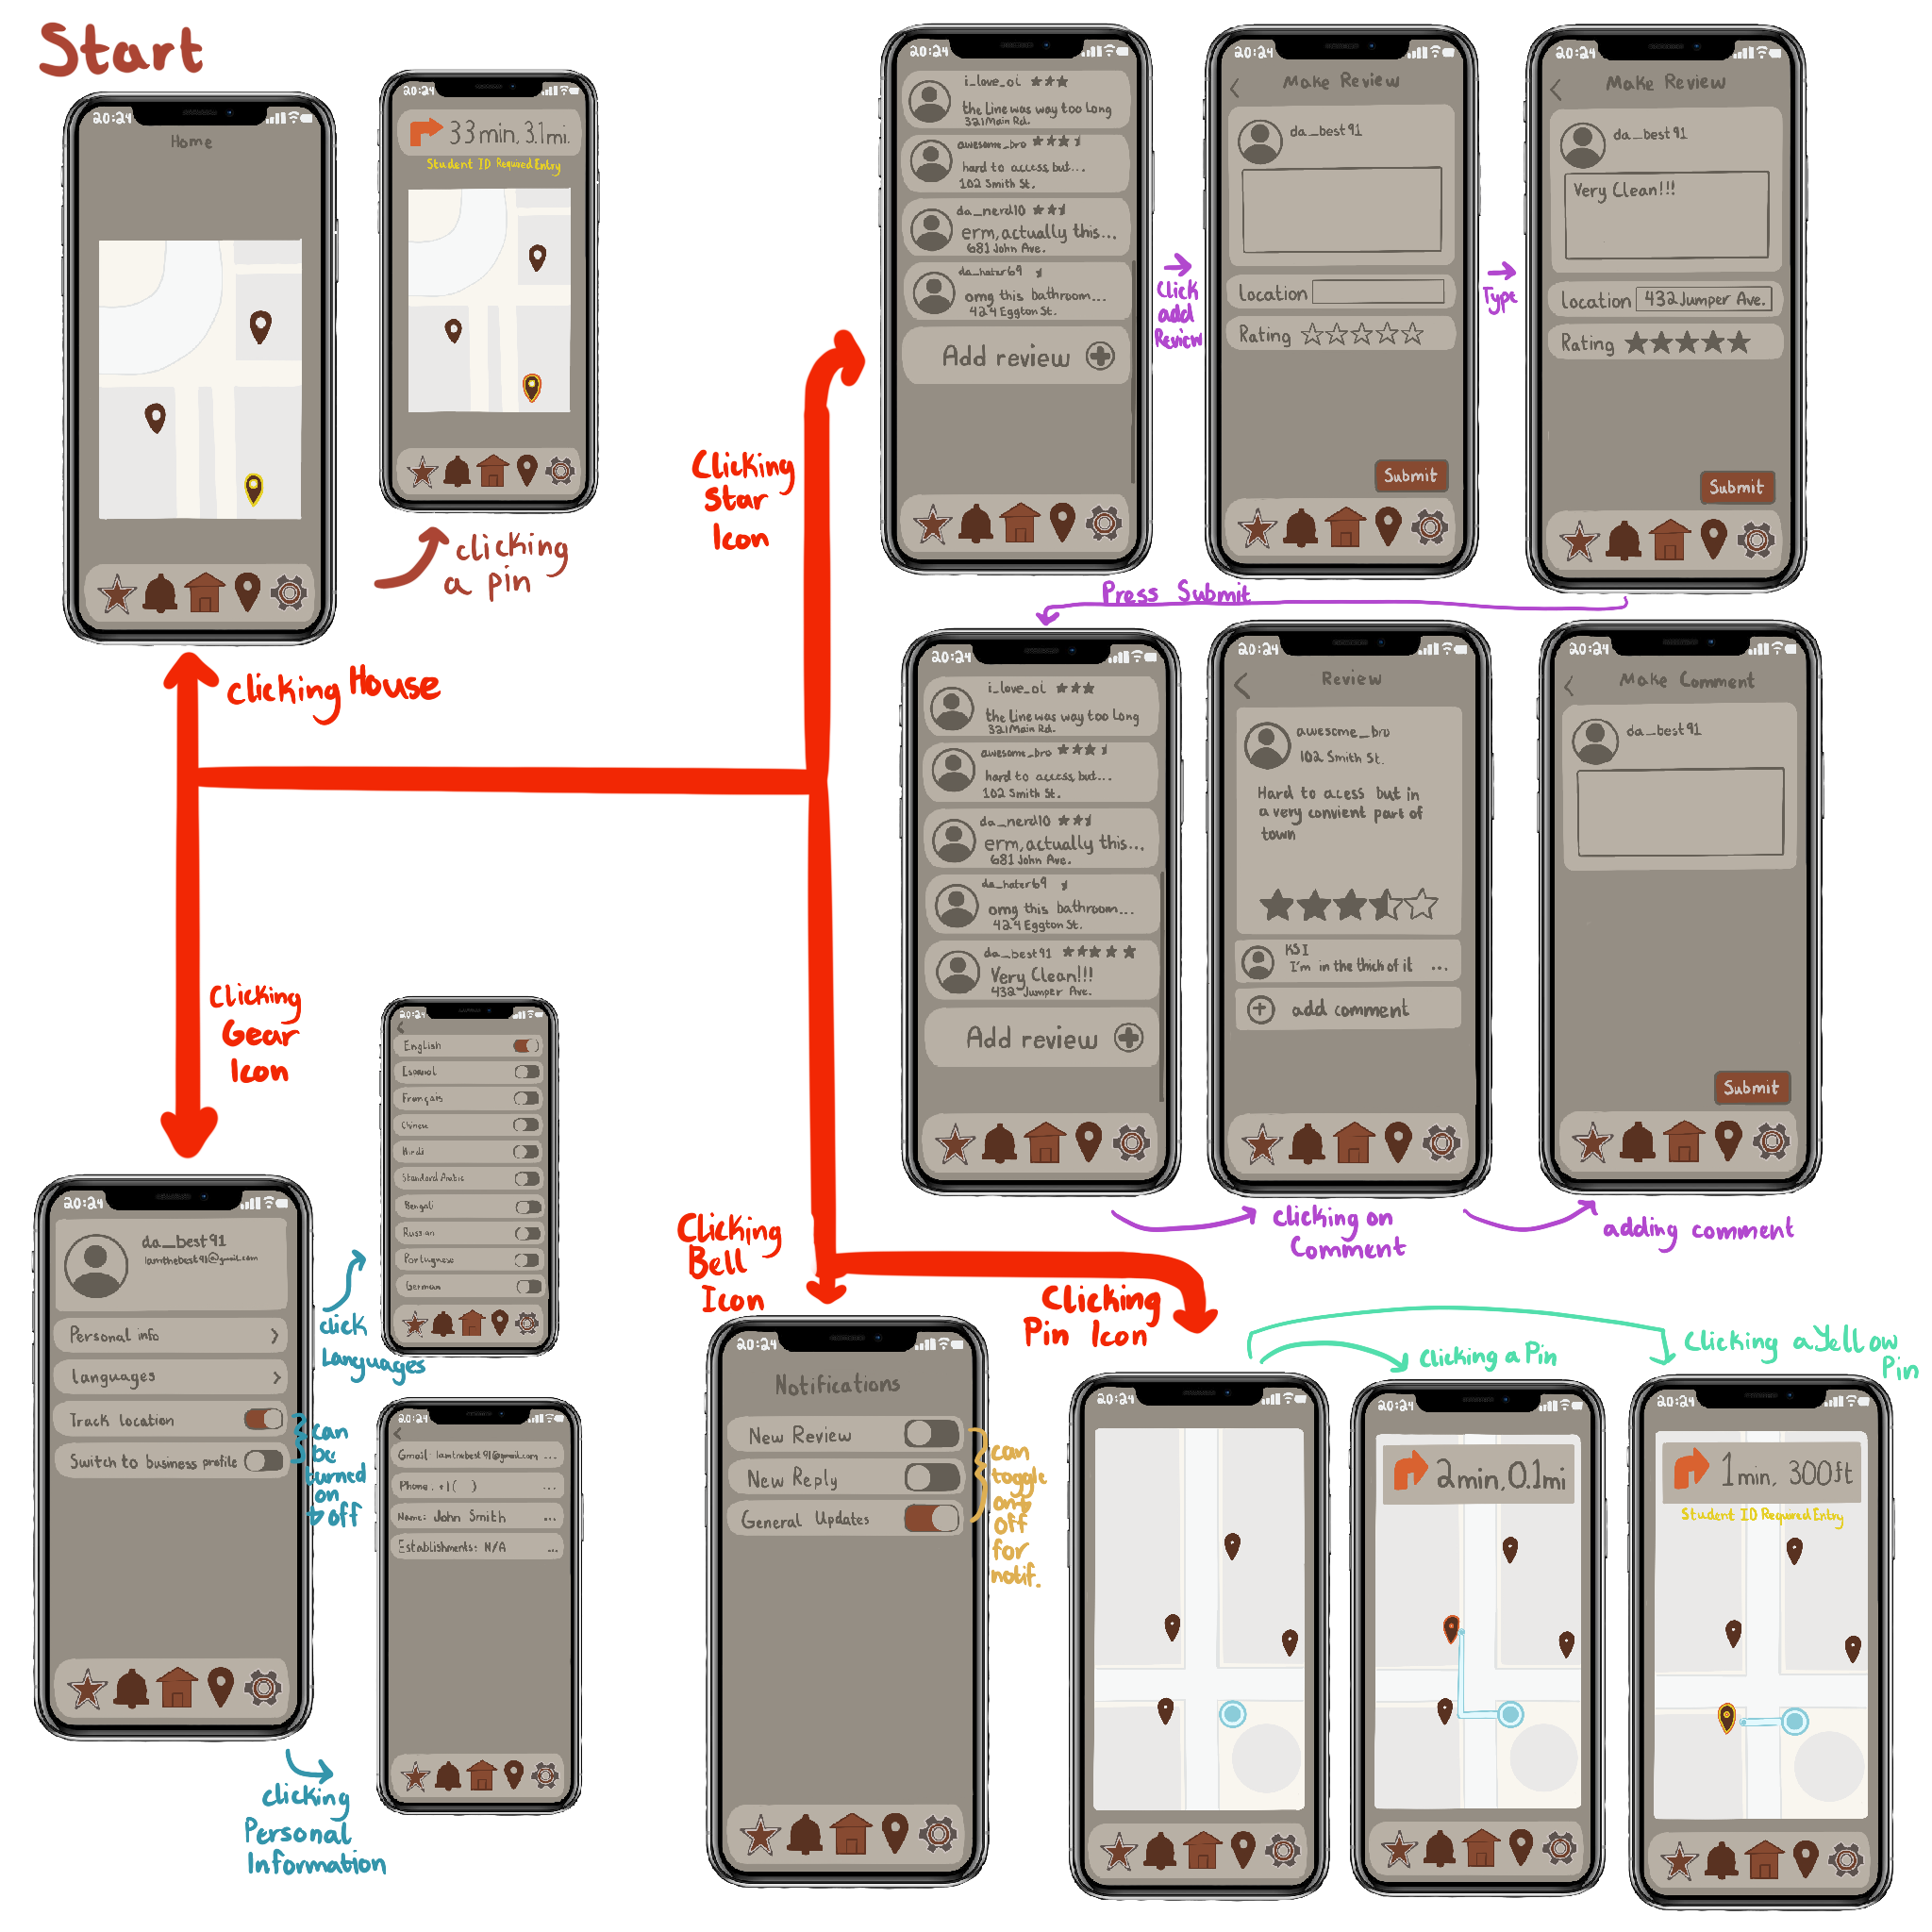 Start
20:24
Home
20:24
33 min, 3.1 mi.
Student ID Required Entry
clicking
a pin
clicking House
Clicking
Star
Icon
20:24
i_love_oi
the Line was way too Long
321 Main Rd.
awesome_bro
hard to access, but...
102 Smith St.
da_nerd10
erm, actually this...
681 John Ave.
da_hater69
omg this bathroom...
424 Eggton St.
Add review
Click
add
Review
20:24
Make Review
da_best91
location
Rating
Submit
Type
20:24
Make Review
da_best91
Very Clean!!!
location 432 Jumper Ave.
Rating
Submit
Press Submit
20:24
i_love_oi
the Line was way too Long
321 Main Rd.
awesome_bro
hard to access, but...
102 Smith St.
da_nerd10
erm, actually this...
681 John Ave.
da_hater69
omg this bathroom...
424 Eggton St.
da_best91
Very Clean!!!
432 Jumper Ave.
Add review
20:24
Review
awesome_bro
102 Smith St.
Hard to acess but in
a very convient part of
town
KSI
I'm in the thich of it ...
add comment
20:24
Make Comment
da_best91
Submit
clicking on
Comment
adding comment
Clicking
Gear
Icon
20:24
da_best91
Iamthebest91@gmail.com
Personal info
languages
Track location
Switch to business profile
can
be
turned
on
+ off
click
Languages
20:24
English
Español
Français
Chinese
Hindi
Standard Arabic
Bengali
Russian
Portugese
German
clicking
Personal
Information
20:24
Gmail: Iamthebest91@gmail.com ...
Phone: +1 ( ) ...
Name: John Smith ...
Establishments: N/A ...
Clicking
Bell
Icon
20:24
Notifications
New Review
New Reply
General Updates
can
toggle
on +
off
for
notif.
Clicking
Pin Icon
20:24
Clicking a Pin
20:24
2 min, 0.1 mi
Clicking a Yellow
Pin
20:24
1 min, 300 ft
Student ID Required Entry